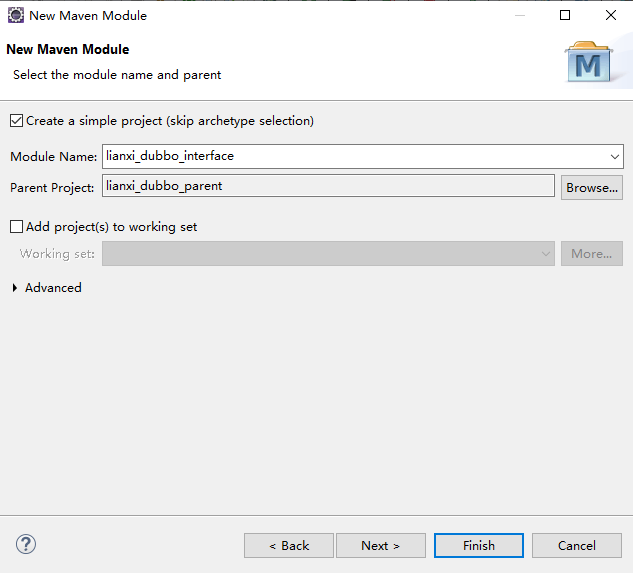 New Maven Module
New Maven Module
Select the module name and parent
M
Create a simple project (skip archetype selection)
Module Name: lianxi_dubbo_interface
Parent Project: lianxi_dubbo_parent Browse...
Add project(s) to working set
Working set: More...
Advanced
? < Back Next > Finish Cancel